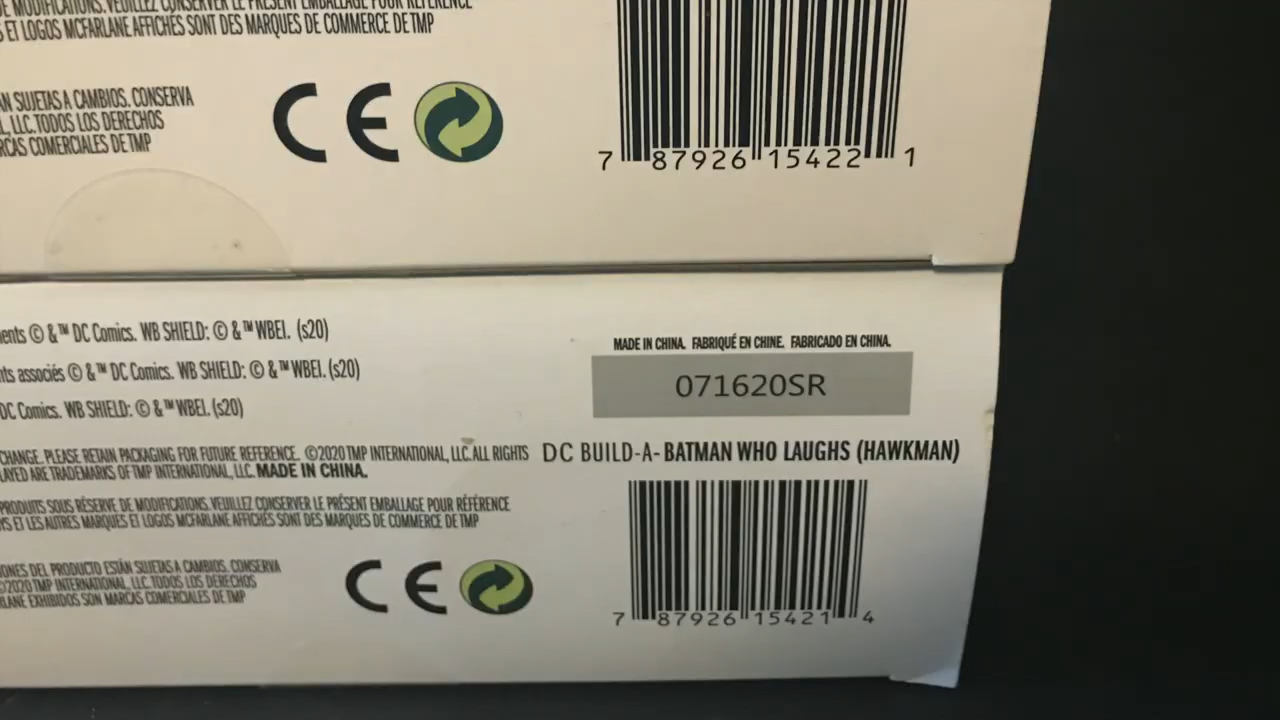 DE MODIFICATIONS. VEUILLEZ CONSERVER LE PRÉSENT EMBALLAGE POUR RÉFÉRENCE
ET LOGOS MCFARLANE AFFICHÉS SONT DES MARQUES DE COMMERCE DE TMP
SUJETAS A CAMBIOS. CONSERVA
LLC. TODOS LOS DERECHOS
COMERCIALES DE TMP
CE
7 87926 15422 1
© & ™ DC Comics. WB SHIELD: © & ™ WBEI. (s20)
associés © & ™ DC Comics. WB SHIELD: © & ™ WBEI. (s20)
DC Comics. WB SHIELD: © & ™ WBEI. (s20)
MADE IN CHINA. FABRIQUÉ EN CHINE. FABRICADO EN CHINA.
071620SR
CHANGE. PLEASE RETAIN PACKAGING FOR FUTURE REFERENCE. ©2020 TMP INTERNATIONAL, LLC. ALL RIGHTS
ARE TRADEMARKS OF TMP INTERNATIONAL, LLC. MADE IN CHINA.
DC BUILD-A- BATMAN WHO LAUGHS (HAWKMAN)
PRODUITS SOUS RÉSERVE DE MODIFICATIONS. VEUILLEZ CONSERVER LE PRÉSENT EMBALLAGE POUR RÉFÉRENCE
ET LES AUTRES MARQUES ET LOGOS MCFARLANE AFFICHÉS SONT DES MARQUES DE COMMERCE DE TMP
DEL PRODUCTO ESTÁN SUJETAS A CAMBIOS. CONSERVA
©2020 TMP INTERNATIONAL, LLC. TODOS LOS DERECHOS
EXHIBIDOS SON MARCAS COMERCIALES DE TMP
CE
7 87926 15421 4